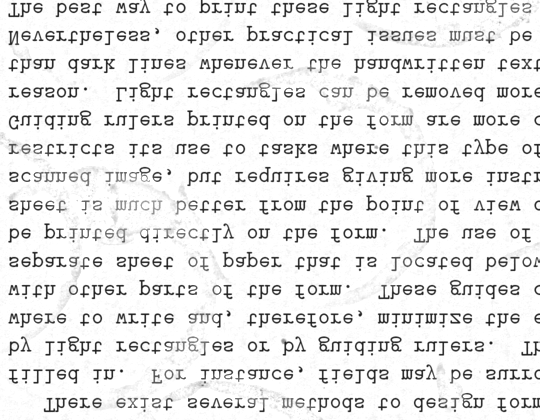 There exist several methods to design form
filled in. For instance, fields may be surro
by light rectangles or by guiding rulers. Th
where to write and, therefore, minimize the e
with other parts of the form. These guides c
separate sheet of paper that is located below
be printed directly on the form. The use of
sheet is much better from the point of view o
scanned image, but requires giving more instr
restricts its use to tasks where this type of
Guiding rulers printed on the form are more c
reason. Light rectangles can be removed more
than dark lines whenever the handwritten text
Nevertheless, other practical issues must be
The best way to print these light rectangles